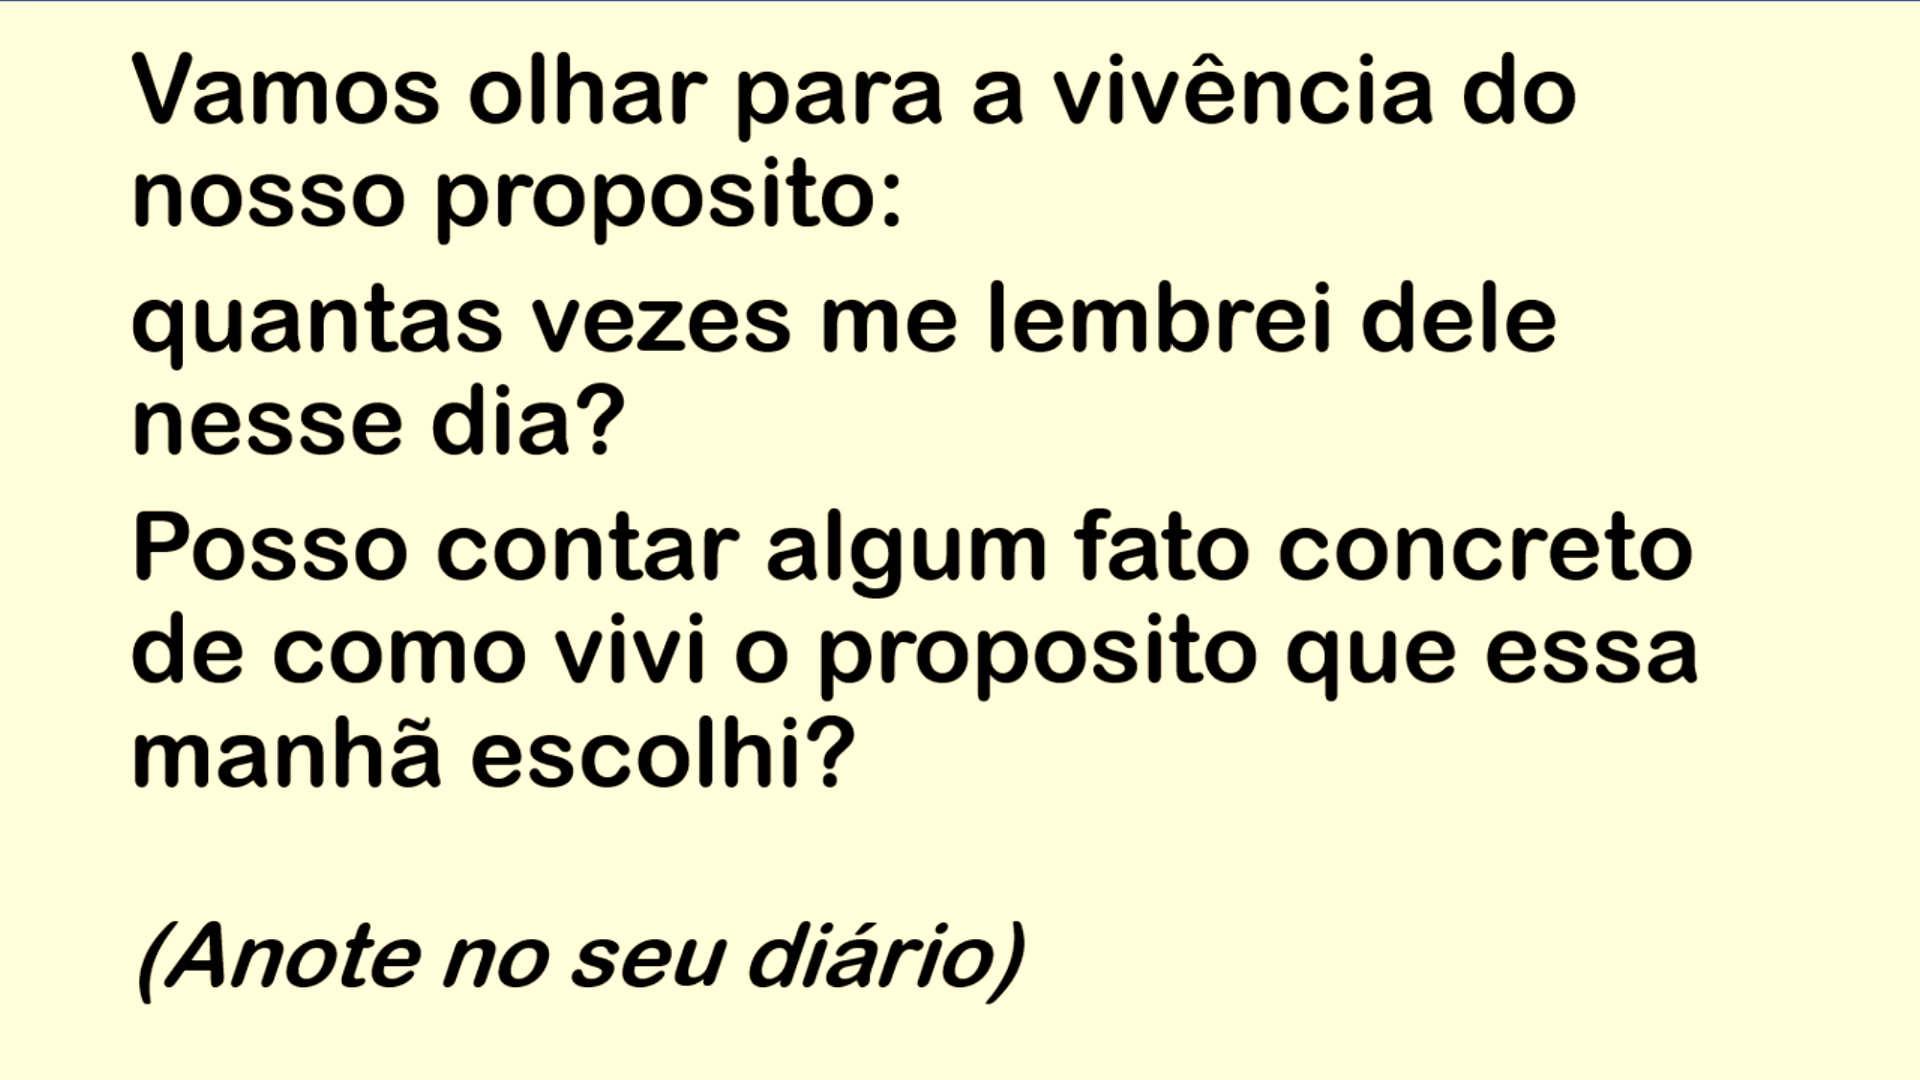 Vamos olhar para a vivência do
nosso proposito:
quantas vezes me lembrei dele
nesse dia?
Posso contar algum fato concreto
de como vivi o proposito que essa
manhã escolhi?
(Anote no seu diário)